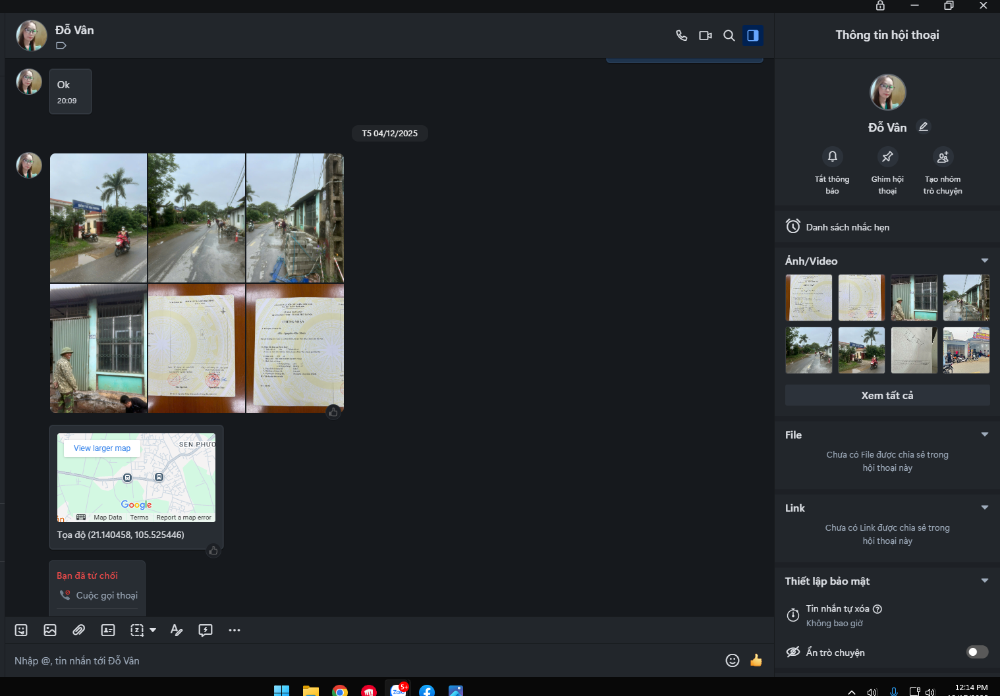 Đỗ Vân
Ok
20:09
T5 04/12/2025
CHỨNG NHẬN
View larger map
SEN PHƯƠ
Google
Map Data
Terms
Report a map error
Tọa độ (21.140458, 105.525446)
Bạn đã từ chối
Cuộc gọi thoại
Nhập @, tin nhắn tới Đỗ Vân
Thông tin hội thoại
Đỗ Vân
Tắt thông
báo
Ghim hội
thoại
Tạo nhóm
trò chuyện
Danh sách nhắc hẹn
Ảnh/Video
Xem tất cả
File
Chưa có File được chia sẻ trong
hội thoại này
Link
Chưa có Link được chia sẻ trong
hội thoại này
Thiết lập bảo mật
Tin nhắn tự xóa
Không bao giờ
Ẩn trò chuyện
Zalo
5+
12:14 PM